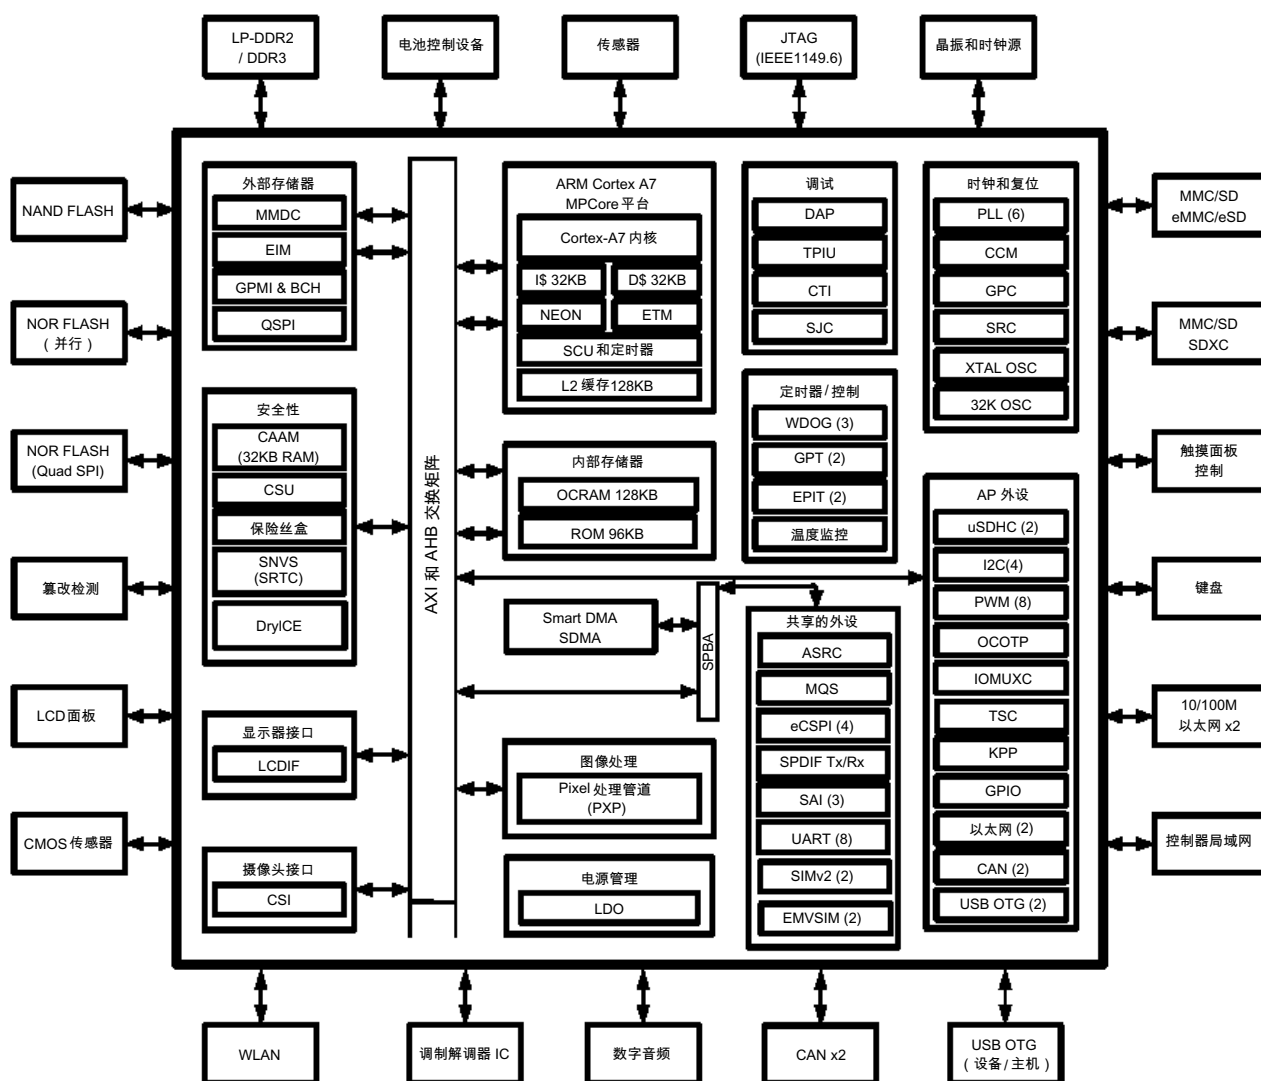 LP-DDR2
/ DDR3
电池控制设备
传感器
JTAG
(IEEE1149.6)
晶振和时钟源
NAND FLASH
NOR FLASH
（并行）
NOR FLASH
(Quad SPI)
篡改检测
LCD 面板
CMOS 传感器
外部存储器
MMDC
EIM
GPMI & BCH
QSPI
安全性
CAAM
(32KB RAM)
CSU
保险丝盒
SNVS
(SRTC)
DryICE
显示器接口
LCDIF
摄像头接口
CSI
AXI 和 AHB 交换矩阵
ARM Cortex A7
MPCore 平台
Cortex-A7 内核
I$ 32KB
D$ 32KB
NEON
ETM
SCU 和定时器
L2 缓存 128KB
内部存储器
OCRAM 128KB
ROM 96KB
Smart DMA
SDMA
SPBA
图像处理
Pixel 处理管道
(PXP)
电源管理
LDO
调试
DAP
TPIU
CTI
SJC
定时器/ 控制
WDOG (3)
GPT (2)
EPIT (2)
温度监控
共享的外设
ASRC
MQS
eCSPI (4)
SPDIF Tx/Rx
SAI (3)
UART (8)
SIMv2 (2)
EMVSIM (2)
时钟和复位
PLL (6)
CCM
GPC
SRC
XTAL OSC
32K OSC
AP 外设
uSDHC (2)
I2C(4)
PWM (8)
OCOTP
IOMUXC
TSC
KPP
GPIO
以太网 (2)
CAN (2)
USB OTG (2)
MMC/SD
eMMC/eSD
MMC/SD
SDXC
触摸面板
控制
键盘
10/100M
以太网 x2
控制器局域网
WLAN
调制解调器 IC
数字音频
CAN x2
USB OTG
（设备/ 主机）